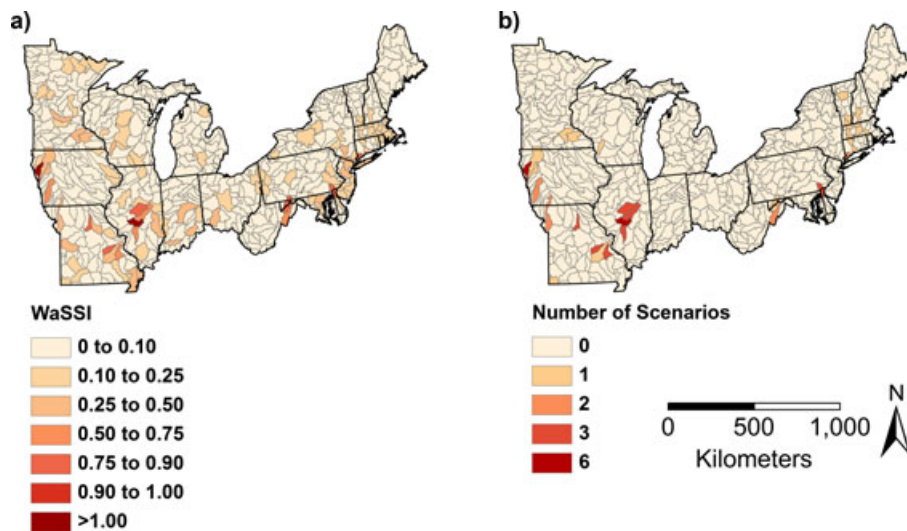 a)
WaSSI
0 to 0.10
0.10 to 0.25
0.25 to 0.50
0.50 to 0.75
0.75 to 0.90
0.90 to 1.00
>1.00
b)
Number of Scenarios
0
1
2
3
6
0 500 1,000
Kilometers
N